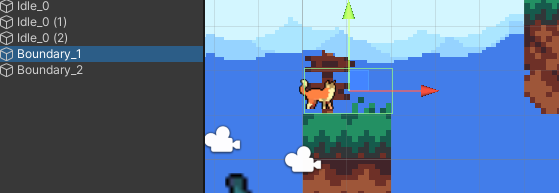 Idle_0
Idle_0 (1)
Idle_0 (2)
Boundary_1
Boundary_2